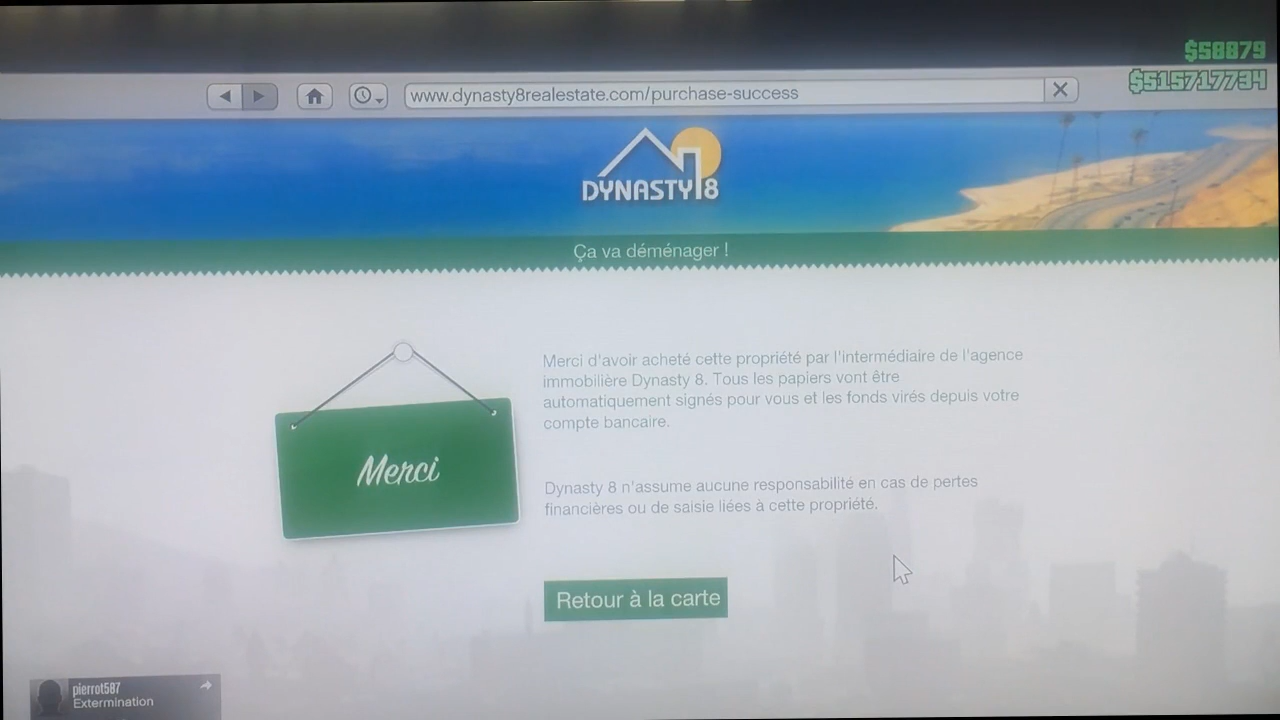 $58879
$515717734
www.dynasty8realestate.com/purchase-success
DYNASTY 8
Ça va déménager !
Merci d'avoir acheté cette propriété par l'intermédiaire de l'agence
immobilière Dynasty 8. Tous les papiers vont être
automatiquement signés pour vous et les fonds virés depuis votre
compte bancaire.
Merci
Dynasty 8 n'assume aucune responsabilité en cas de pertes
financières ou de saisie liées à cette propriété.
Retour à la carte
pierrot587
Extermination